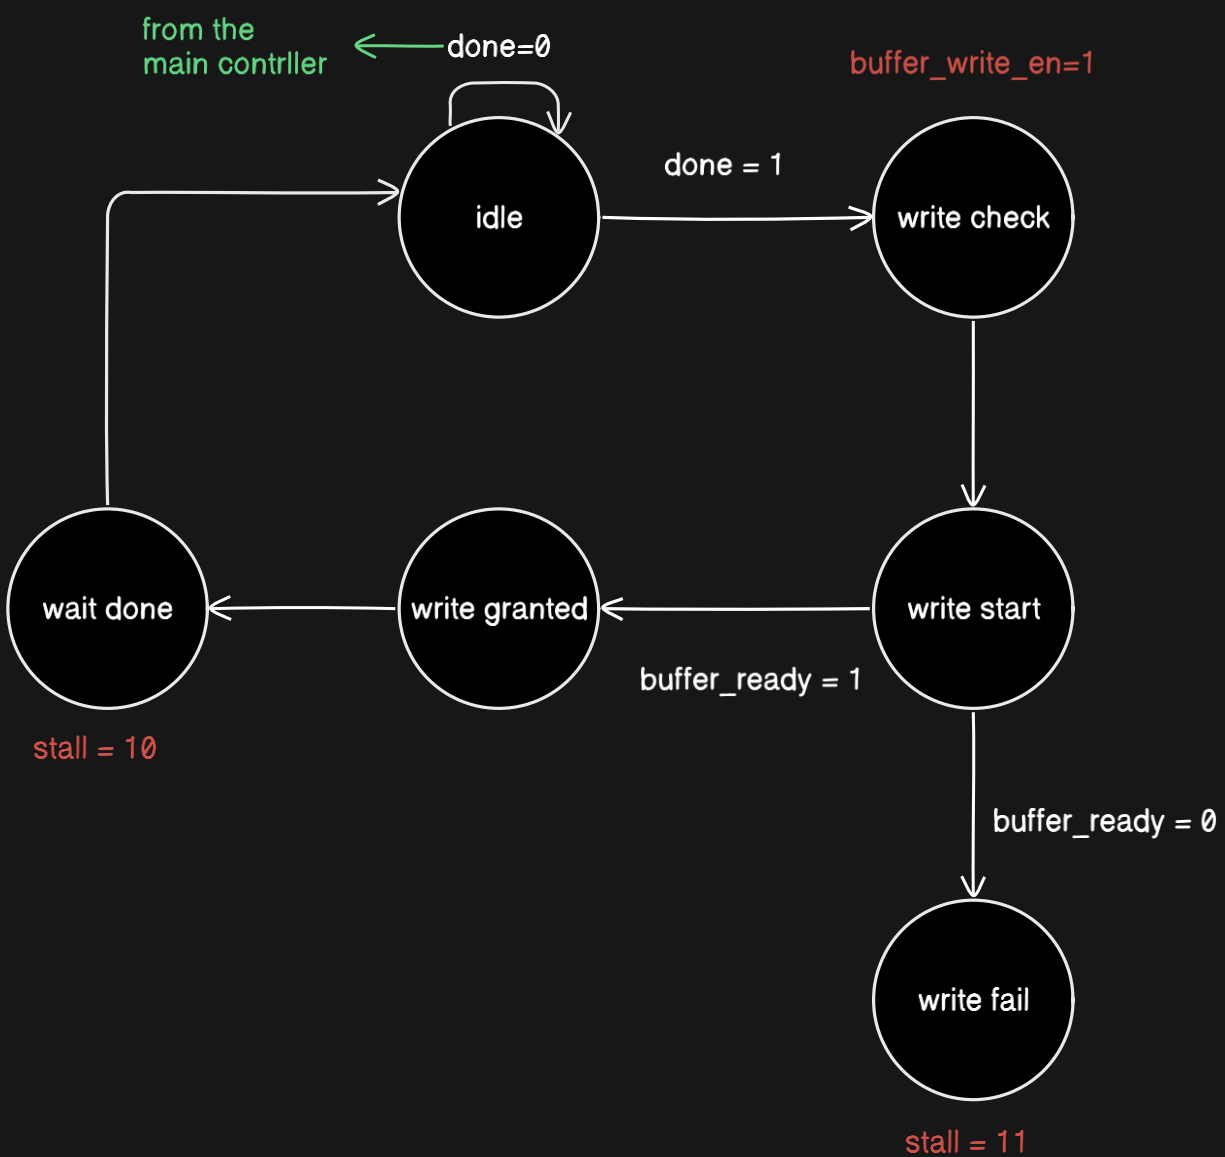 from the
main contrller
done=0
buffer_write_en=1
done = 1
idle
write check
wait done
write granted
write start
buffer_ready = 1
stall = 10
buffer_ready = 0
write fail
stall = 11